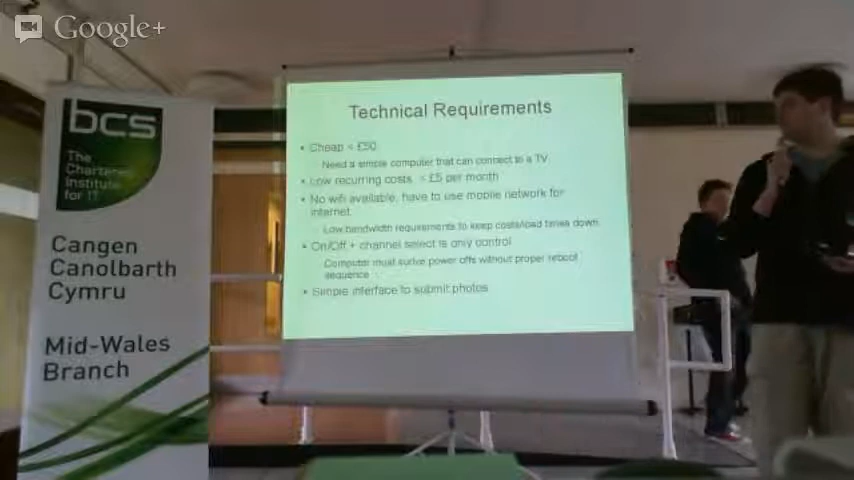 Google+
bcs
The
Chartered
Institute
for IT
Cangen
Canolbarth
Cymru
Mid-Wales
Branch
Technical Requirements
• Cheap < £50
Need a simple computer that can connect to a TV
• Low recurring costs < £5 per month
• No wifi available, have to use mobile network for
internet
Low bandwidth requirements to keep costs/load times down
• On/Off + channel select is only control
Computer must survive power offs without proper reboot
sequence
• Simple interface to submit photos